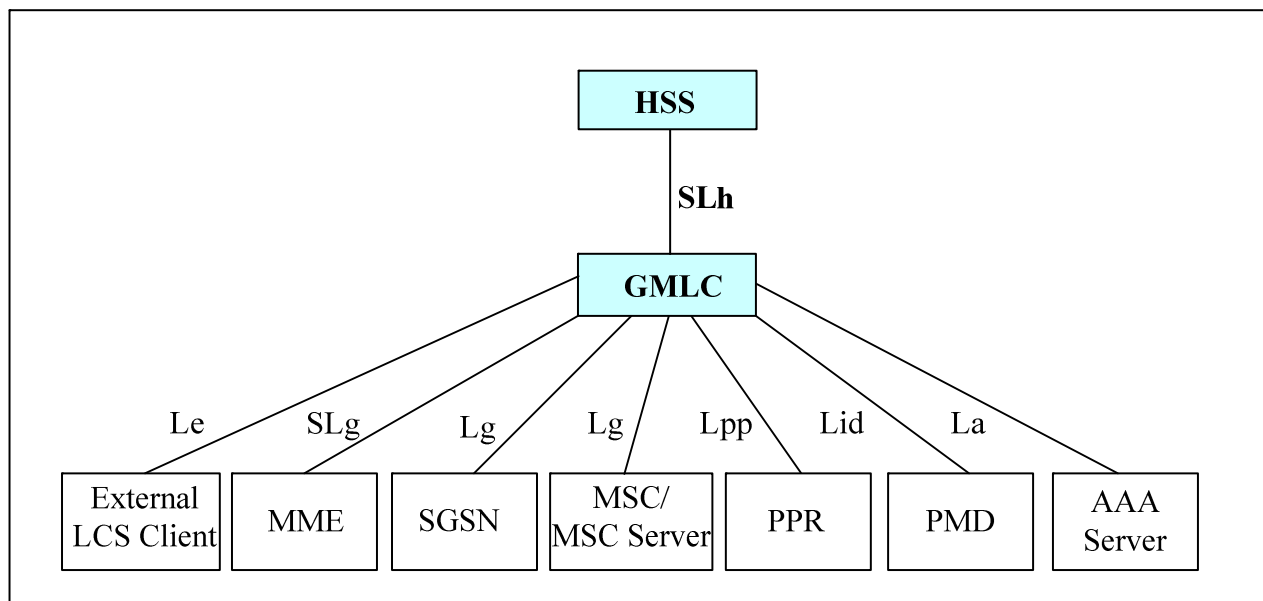 HSS
SLh
GMLC
Le
SLg
Lg
Lg
Lpp
Lid
La
External
LCS Client
MME
SGSN
MSC/
MSC Server
PPR
PMD
AAA
Server